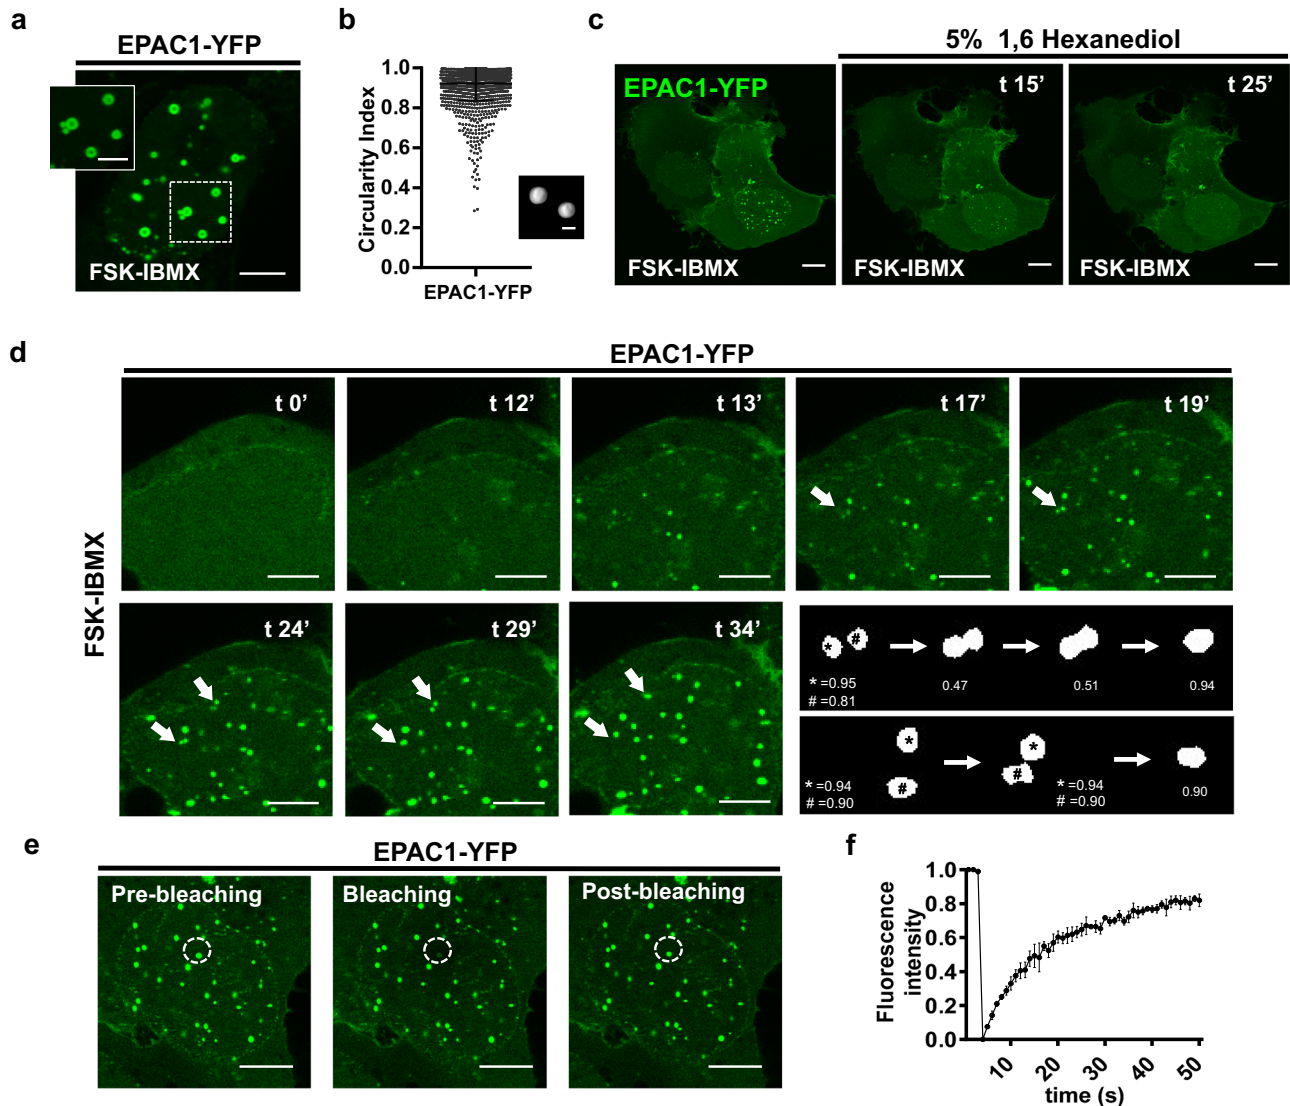 a
EPAC1-YFP
FSK-IBMX
b
Circularity Index
1.0
0.8
0.6
0.4
0.2
0.0
EPAC1-YFP
c
5% 1,6 Hexanediol
EPAC1-YFP
t 15’
t 25’
FSK-IBMX
FSK-IBMX
FSK-IBMX
d
EPAC1-YFP
FSK-IBMX
t 0’
t 12’
t 13’
t 17’
t 19’
t 24’
t 29’
t 34’
* #
* =0.95
# =0.81
0.47
0.51
0.94
*
#
* =0.94
# =0.90
*
#
* =0.94
# =0.90
0.90
e
EPAC1-YFP
Pre-bleaching
Bleaching
Post-bleaching
f
Fluorescence
intensity
1.0
0.8
0.6
0.4
0.2
0.0
10
20
30
40
50
time (s)